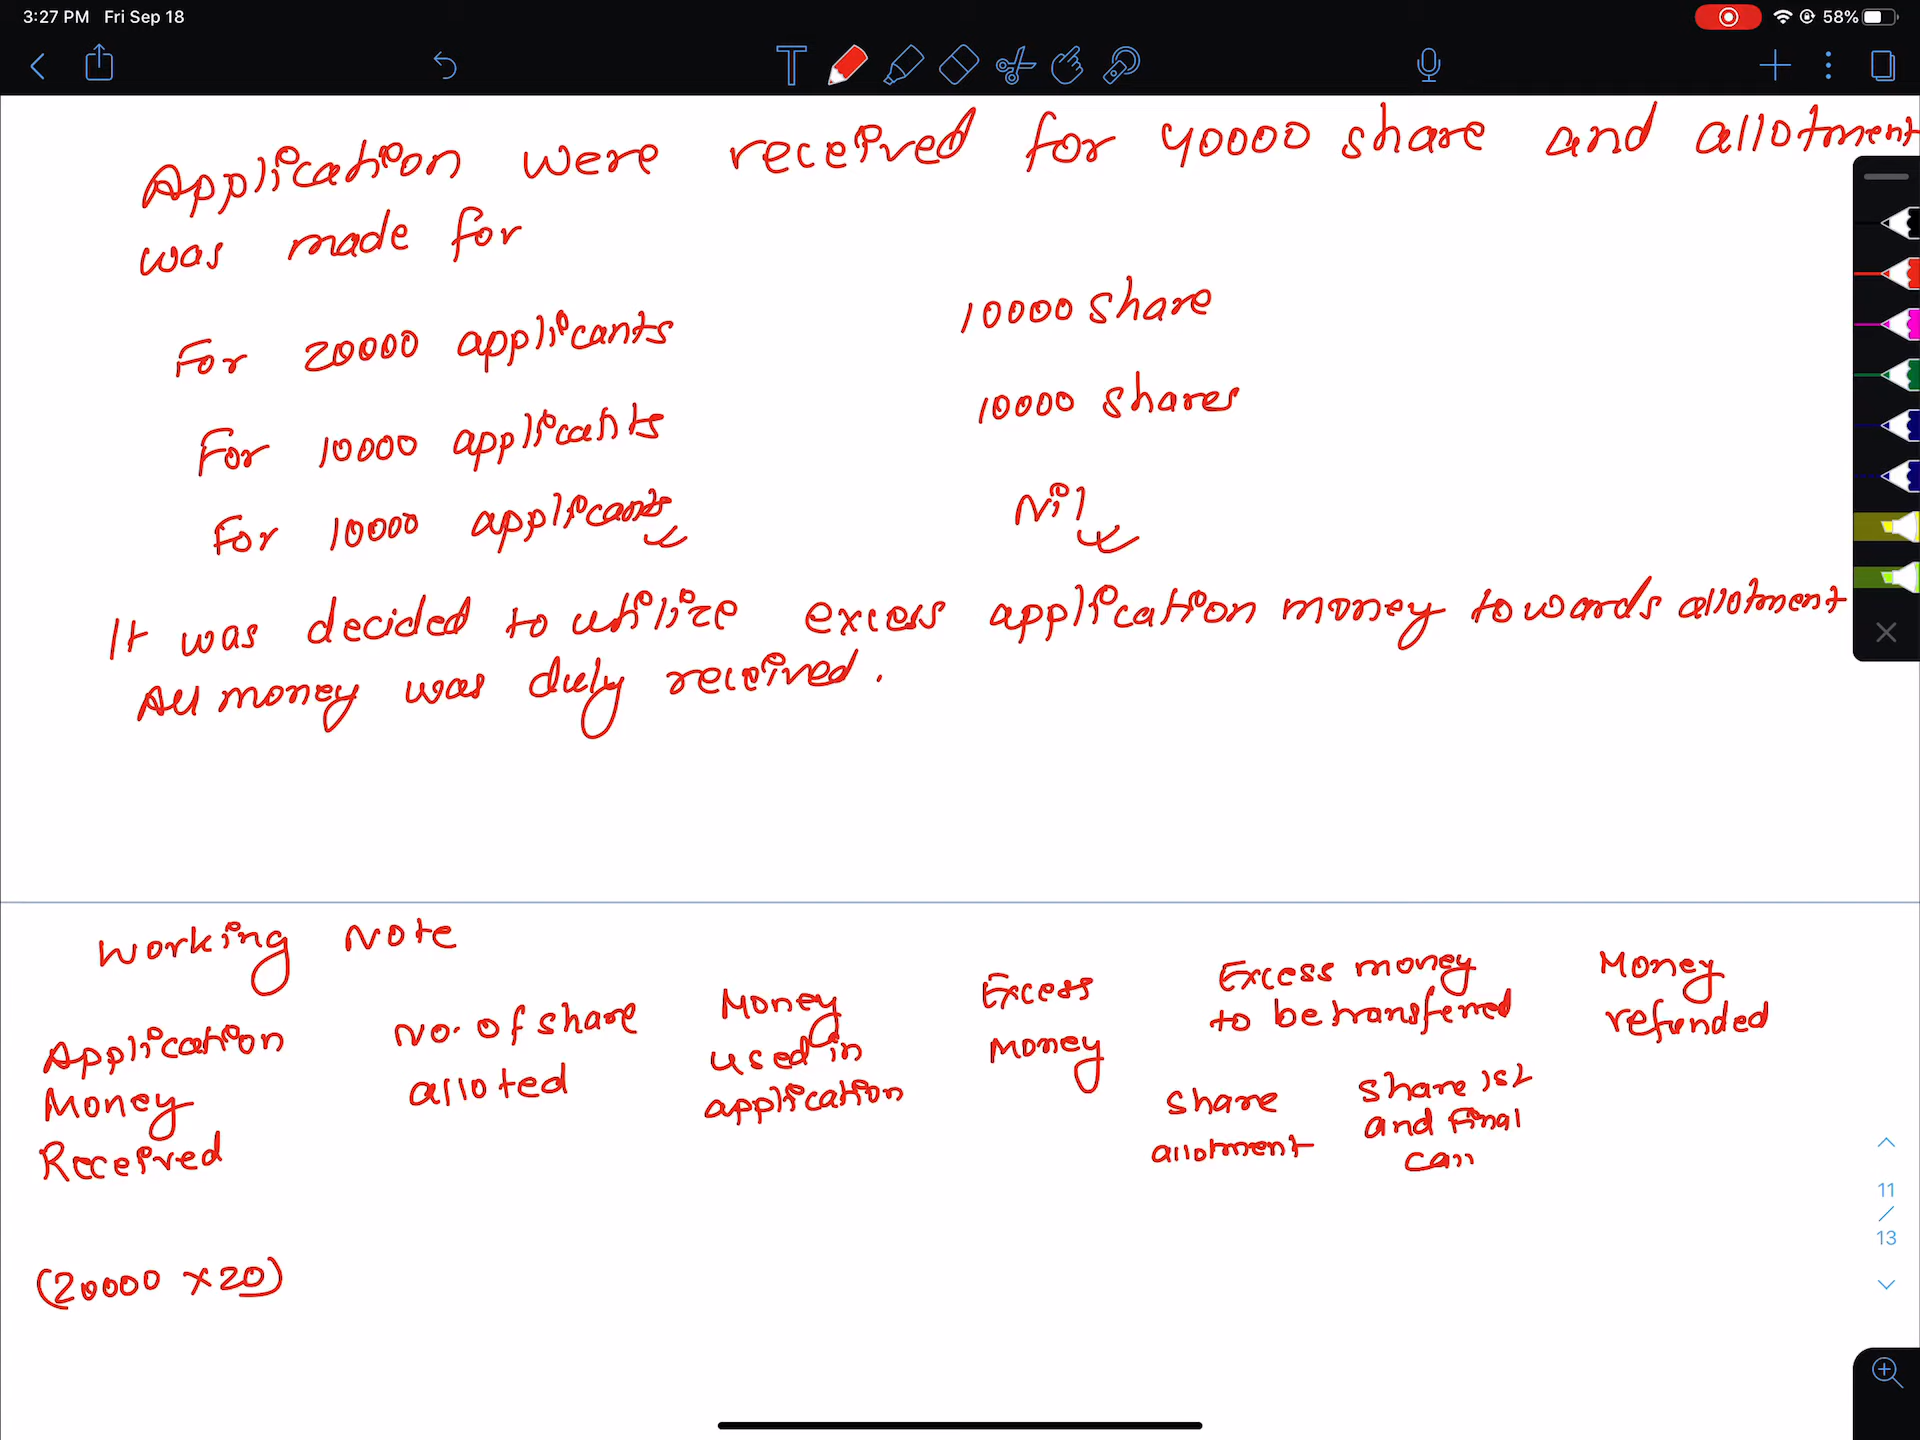 3:27 PM Fri Sep 18
58%
Application were received for 40000 share and allotment
was made for
For 20000 applicants 10000 share
For 10000 applicants 10000 shares
For 10000 applicants Nil
It was decided to utilize excess application money towards allotment
All money was duly received.
Working Note
Application Money Received
No. of share alloted
Money used in application
Excess Money
Excess money to be transferred
Share allotment
Share 1st and final call
Money refunded
(20000 x 20)
11 / 13